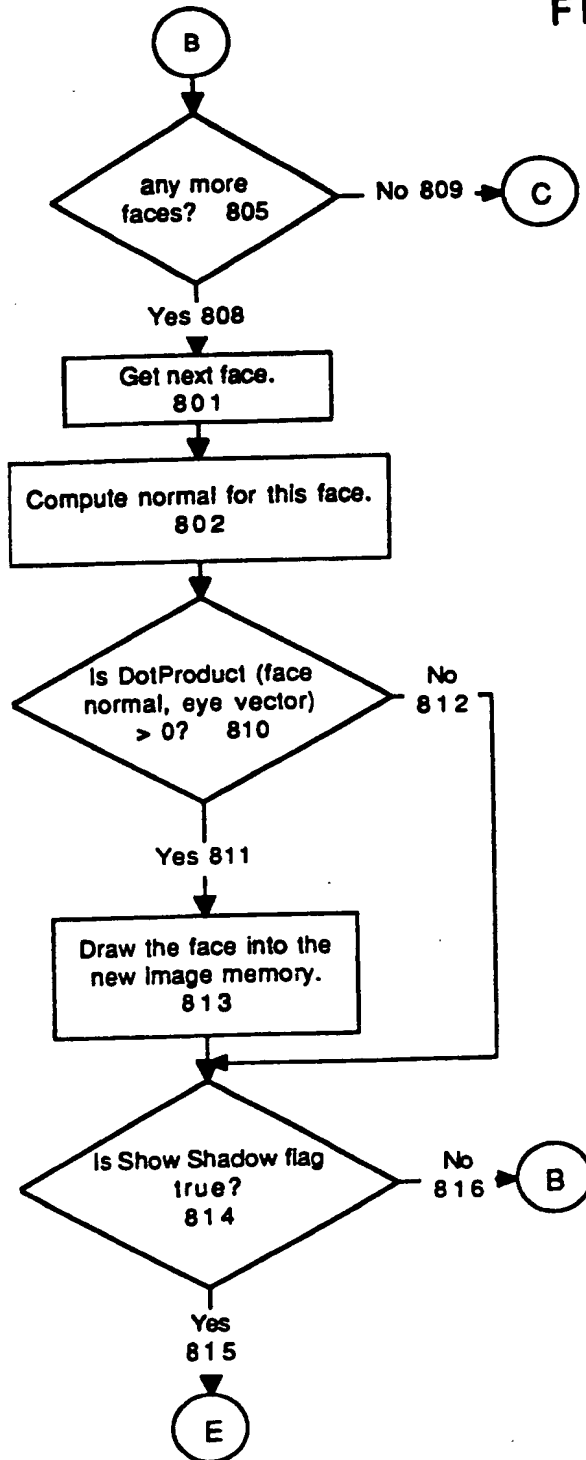 B
any more
faces? 805
No 809
C
Yes 808
Get next face.
801
Compute normal for this face.
802
Is DotProduct (face
normal, eye vector)
> 0? 810
No
812
Yes 811
Draw the face into the
new image memory.
813
Is Show Shadow flag
true?
814
No
816
B
Yes
815
E